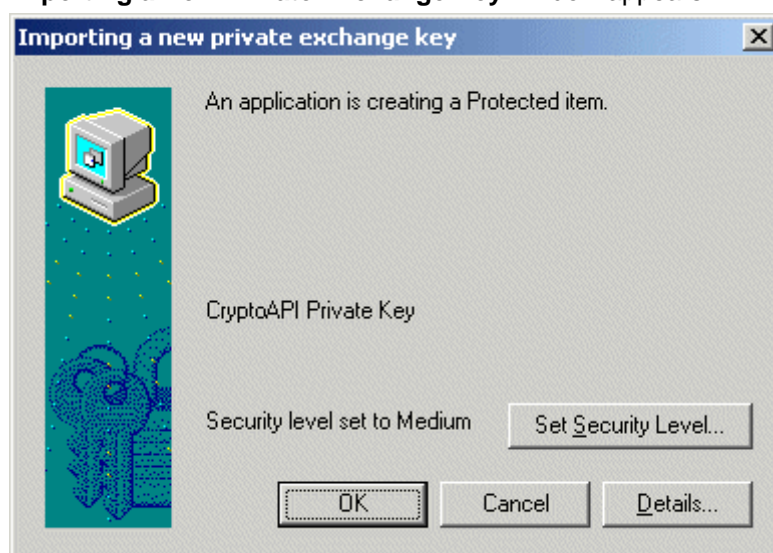 Importing a new private exchange key
An application is creating a Protected item.
CryptoAPI Private Key
Security level set to Medium
Set Security Level...
OK
Cancel
Details...